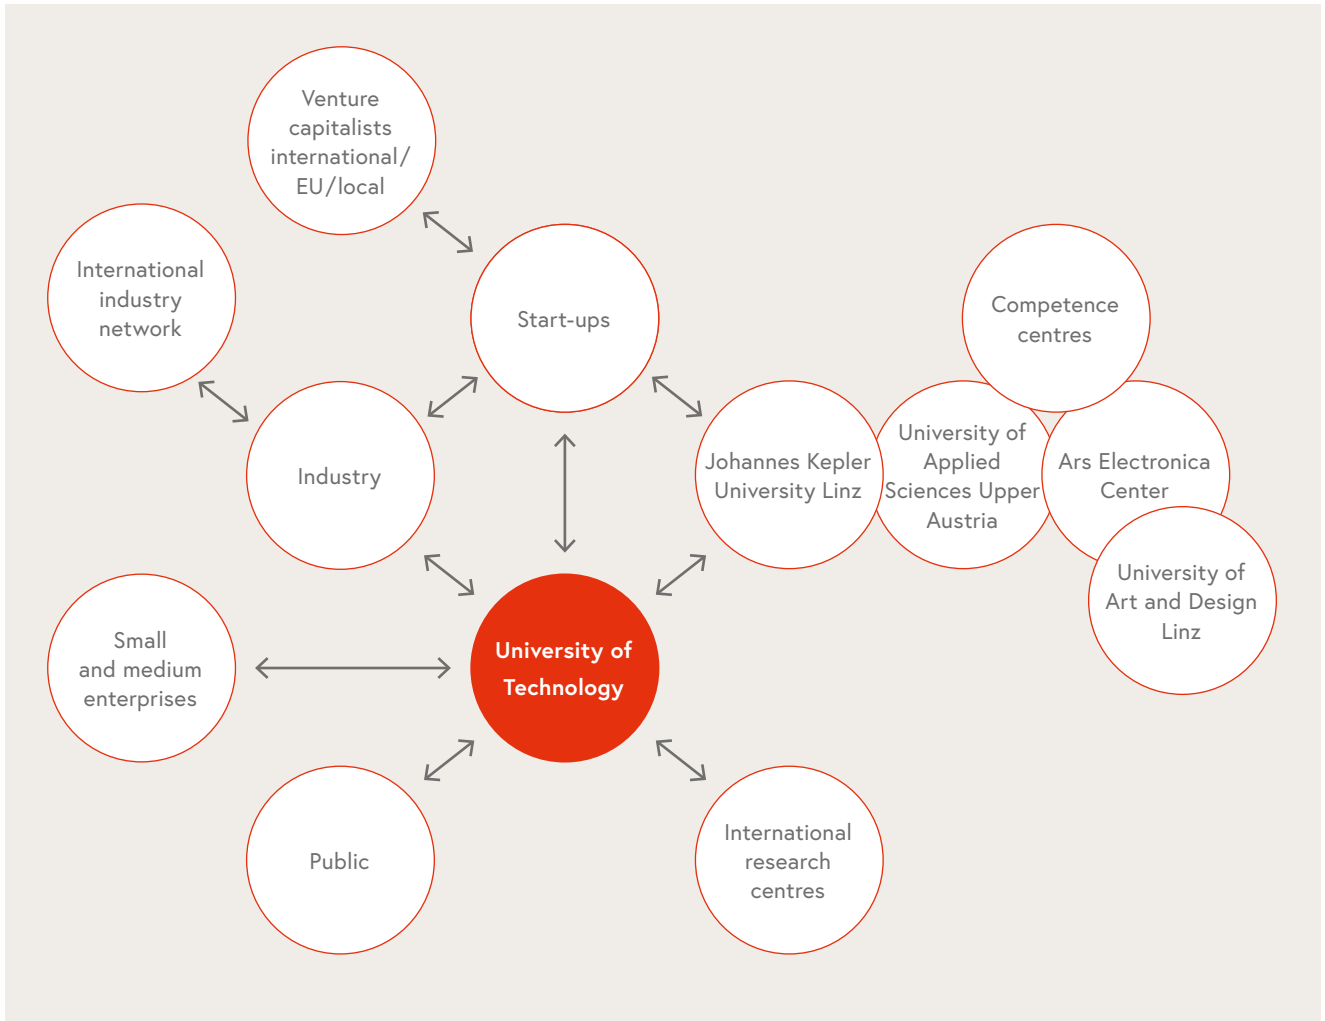 Venture
capitalists
international/
EU/local
International
industry
network
Start-ups
Competence
centres
Industry
Johannes Kepler
University Linz
University of
Applied
Sciences Upper
Austria
Ars Electronica
Center
University of
Art and Design
Linz
Small
and medium
enterprises
University of
Technology
Public
International
research
centres